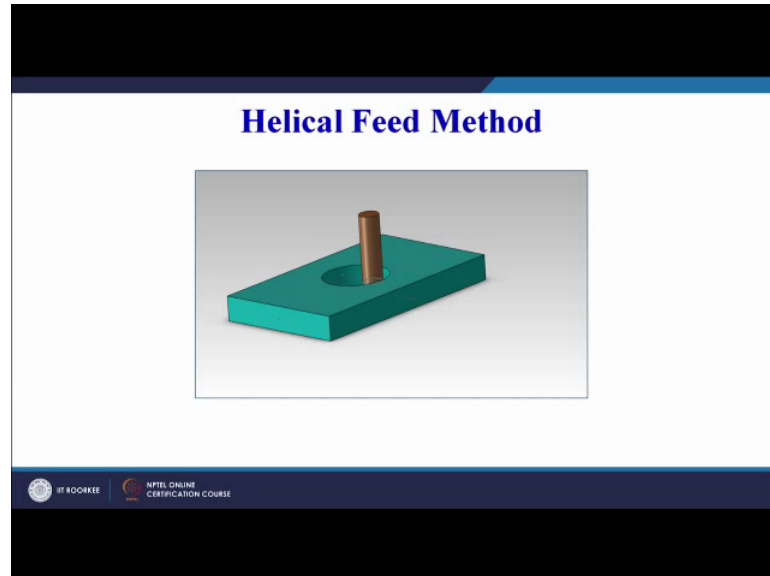 Helical Feed Method
IIT ROORKEE
NPTEL ONLINE
CERTIFICATION COURSE